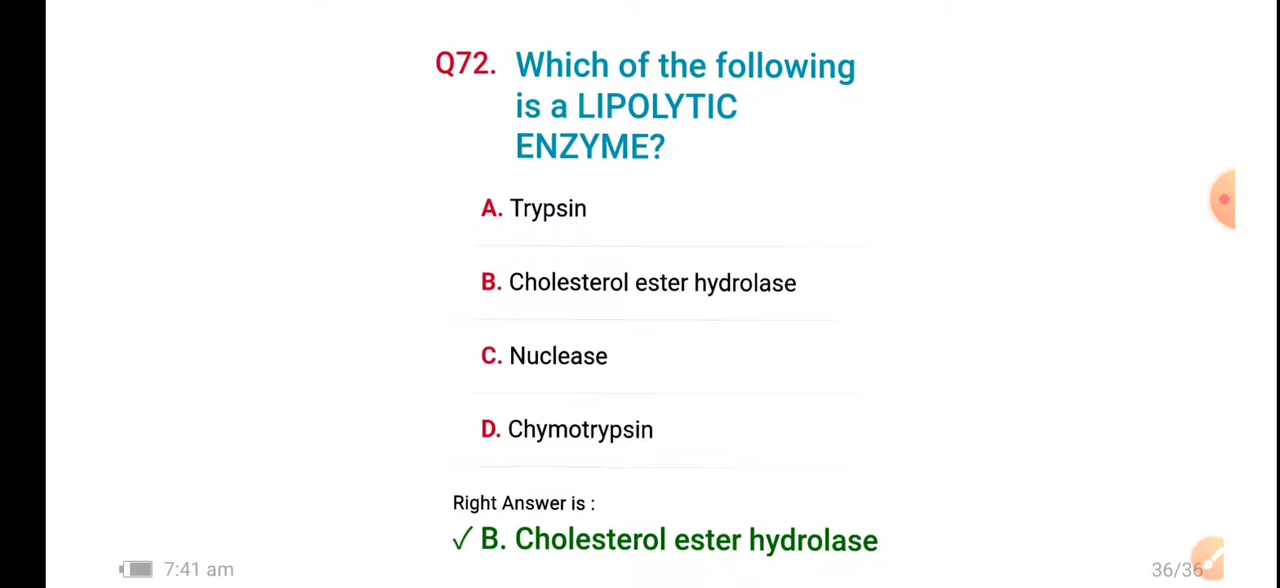 Q72. Which of the following
is a LIPOLYTIC
ENZYME?
A. Trypsin
B. Cholesterol ester hydrolase
C. Nuclease
D. Chymotrypsin
Right Answer is :
✓ B. Cholesterol ester hydrolase
7:41 am
36/36